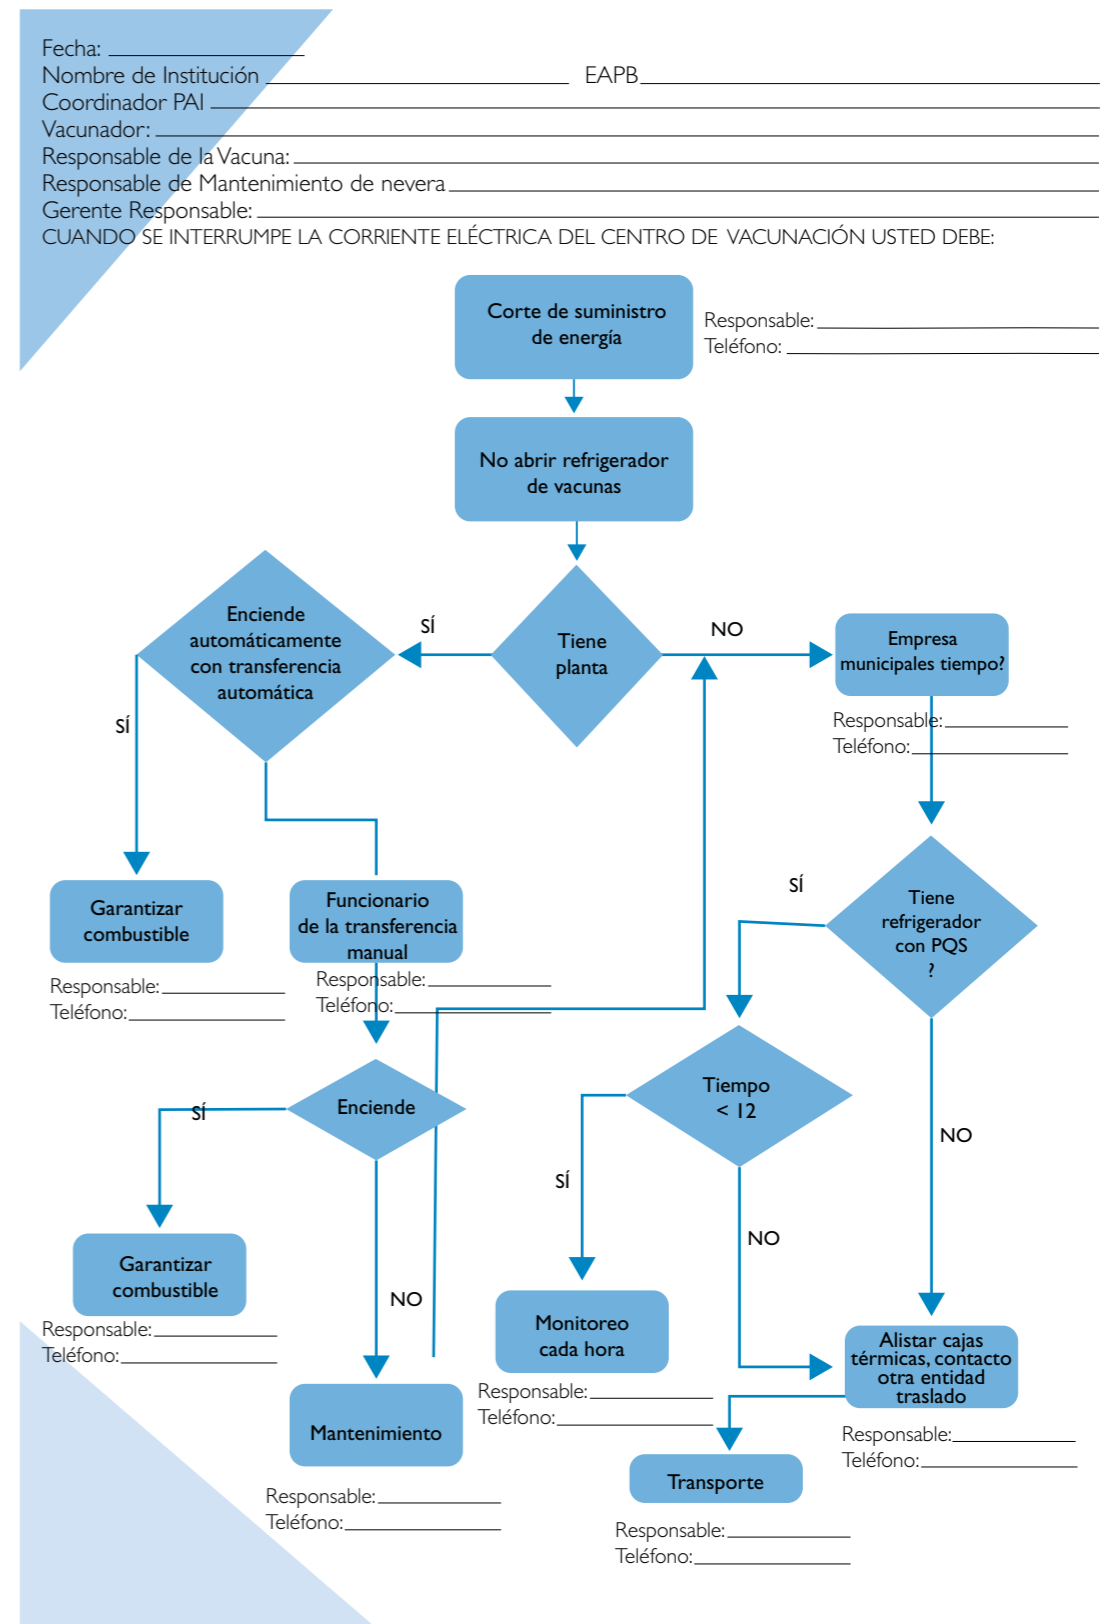 Fecha:
Nombre de Institución EAPB
Coordinador PAI
Vacunador:
Responsable de la Vacuna:
Responsable de Mantenimiento de nevera
Gerente Responsable:
CUANDO SE INTERRUMPE LA CORRIENTE ELÉCTRICA DEL CENTRO DE VACUNACIÓN USTED DEBE:
Corte de suministro
de energía
Responsable:
Teléfono:
No abrir refrigerador
de vacunas
Enciende
automáticamente
con transferencia
automática
SÍ
Tiene
planta
NO
Empresa
municipales tiempo?
Responsable:
Teléfono:
SÍ
Garantizar
combustible
Responsable:
Teléfono:
Funcionario
de la transferencia
manual
Responsable:
Teléfono:
SÍ
Tiene
refrigerador
con PQS
?
Enciende
SÍ
Tiempo
< 12
NO
SÍ
NO
Garantizar
combustible
Responsable:
Teléfono:
NO
Monitoreo
cada hora
Responsable:
Teléfono:
Alistar cajas
térmicas, contacto
otra entidad
traslado
Responsable:
Teléfono:
Mantenimiento
Responsable:
Teléfono:
Transporte
Responsable:
Teléfono: